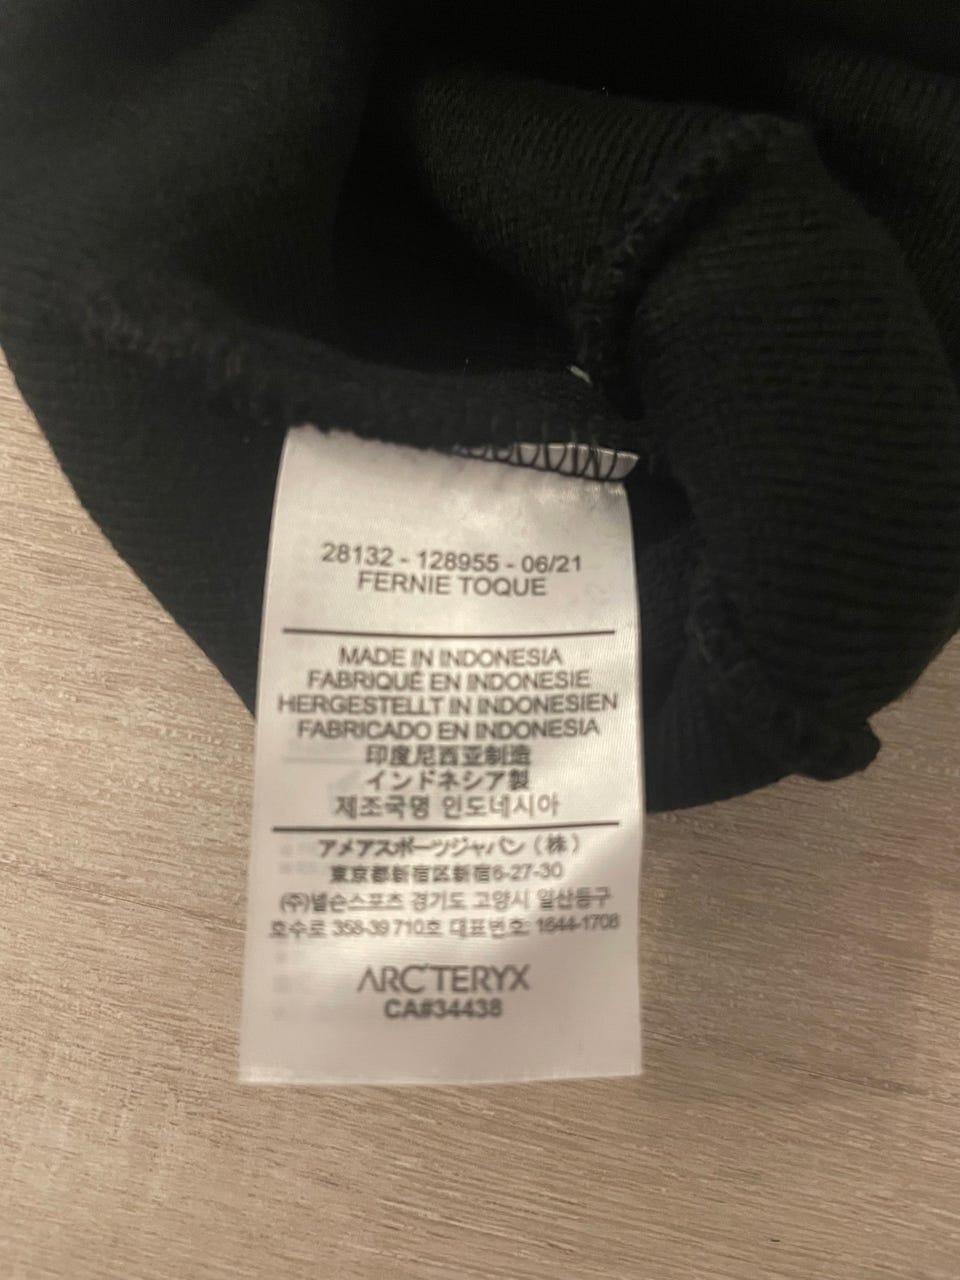 28132 - 128955 - 06/21
FERNIE TOQUE
MADE IN INDONESIA
FABRIQUÉ EN INDONESIE
HERGESTELLT IN INDONESIEN
FABRICADO EN INDONESIA
印度尼西亚制造
インドネシア製
제조국명 인도네시아
アメアスポーツジャパン(株)
東京都新宿区新宿6-27-30
(주)넬슨스포츠 경기도 고양시 일산동구
호수로 358-39 710호 대표번호: 1644-1708
ARC'TERYX
CA#34438